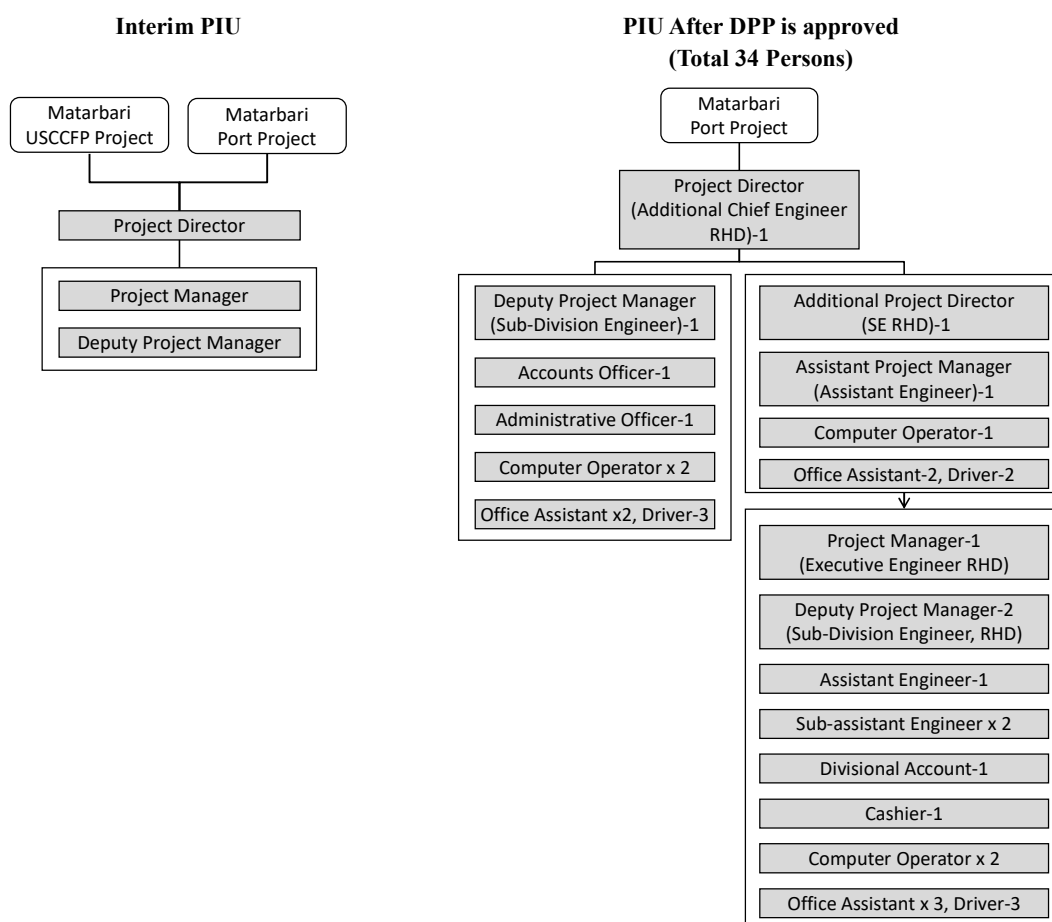 Interim PIU
Matarbari
USCCFP Project
Matarbari
Port Project
Project Director
Project Manager
Deputy Project Manager
PIU After DPP is approved
(Total 34 Persons)
Matarbari
Port Project
Project Director
(Additional Chief Engineer
RHD)-1
Deputy Project Manager
(Sub-Division Engineer)-1
Accounts Officer-1
Administrative Officer-1
Computer Operator x 2
Office Assistant x2, Driver-3
Additional Project Director
(SE RHD)-1
Assistant Project Manager
(Assistant Engineer)-1
Computer Operator-1
Office Assistant-2, Driver-2
Project Manager-1
(Executive Engineer RHD)
Deputy Project Manager-2
(Sub-Division Engineer, RHD)
Assistant Engineer-1
Sub-assistant Engineer x 2
Divisional Account-1
Cashier-1
Computer Operator x 2
Office Assistant x 3, Driver-3